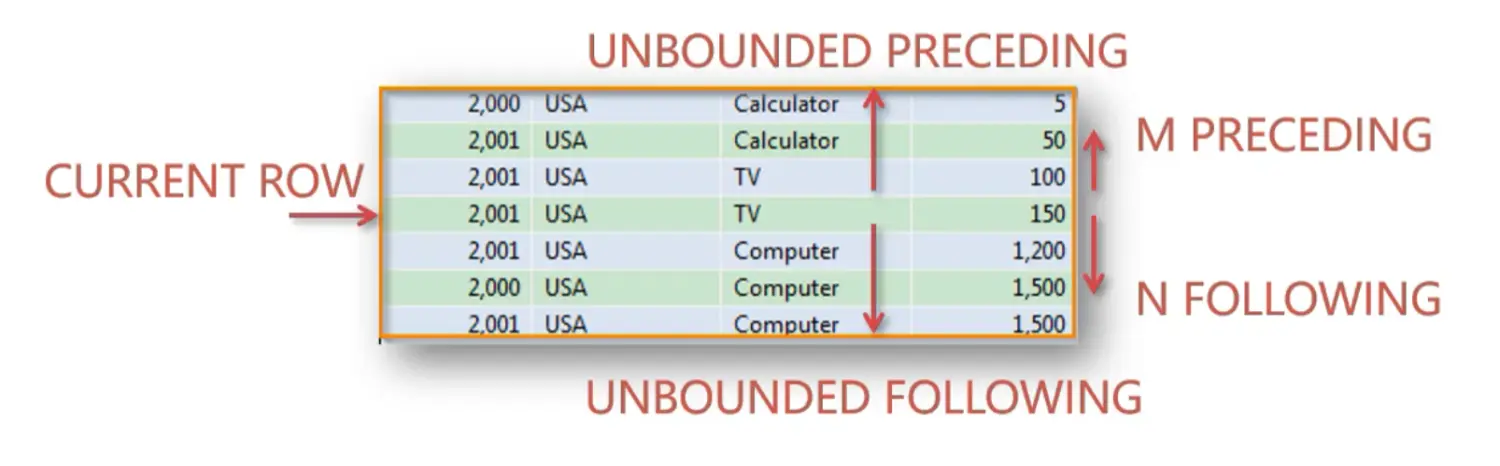 UNBOUNDED PRECEDING
2,000 USA Calculator 5
2,001 USA Calculator 50
M PRECEDING
2,001 USA TV 100
CURRENT ROW
2,001 USA TV 150
2,001 USA Computer 1,200
2,000 USA Computer 1,500
N FOLLOWING
2,001 USA Computer 1,500
UNBOUNDED FOLLOWING